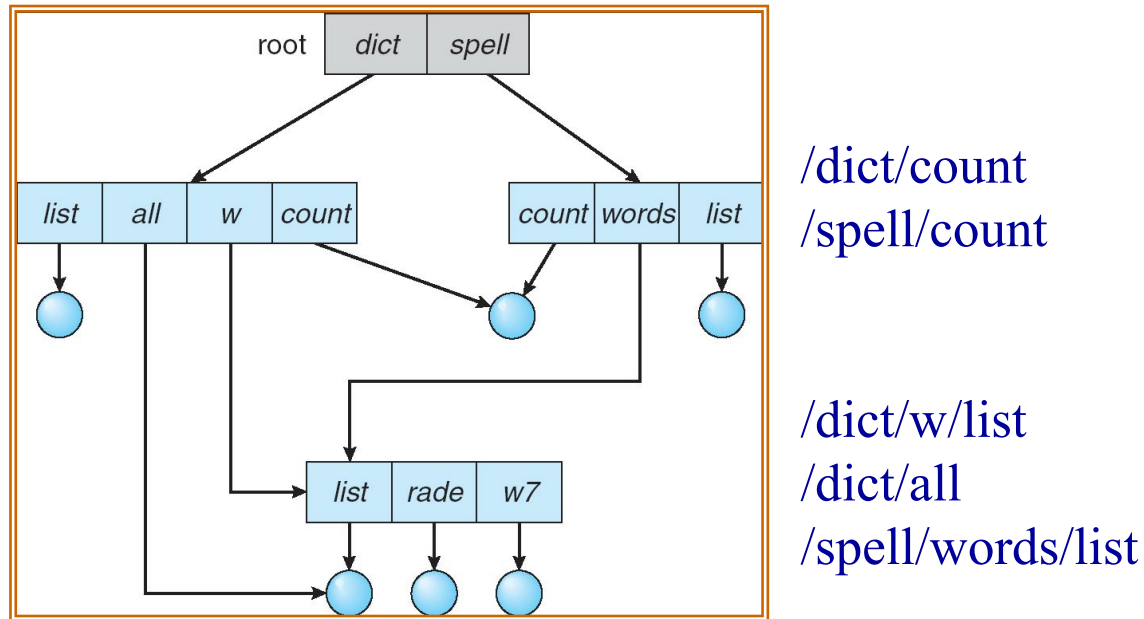 root dict spell
list all w count count words list
list rade w7
/dict/count
/spell/count
/dict/w/list
/dict/all
/spell/words/list